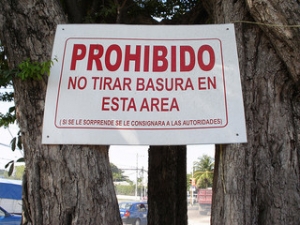 PROHIBIDO
NO TIRAR BASURA EN
ESTA AREA
( SI SE LE SORPRENDE SE LE CONSIGNARA A LAS AUTORIDADES)